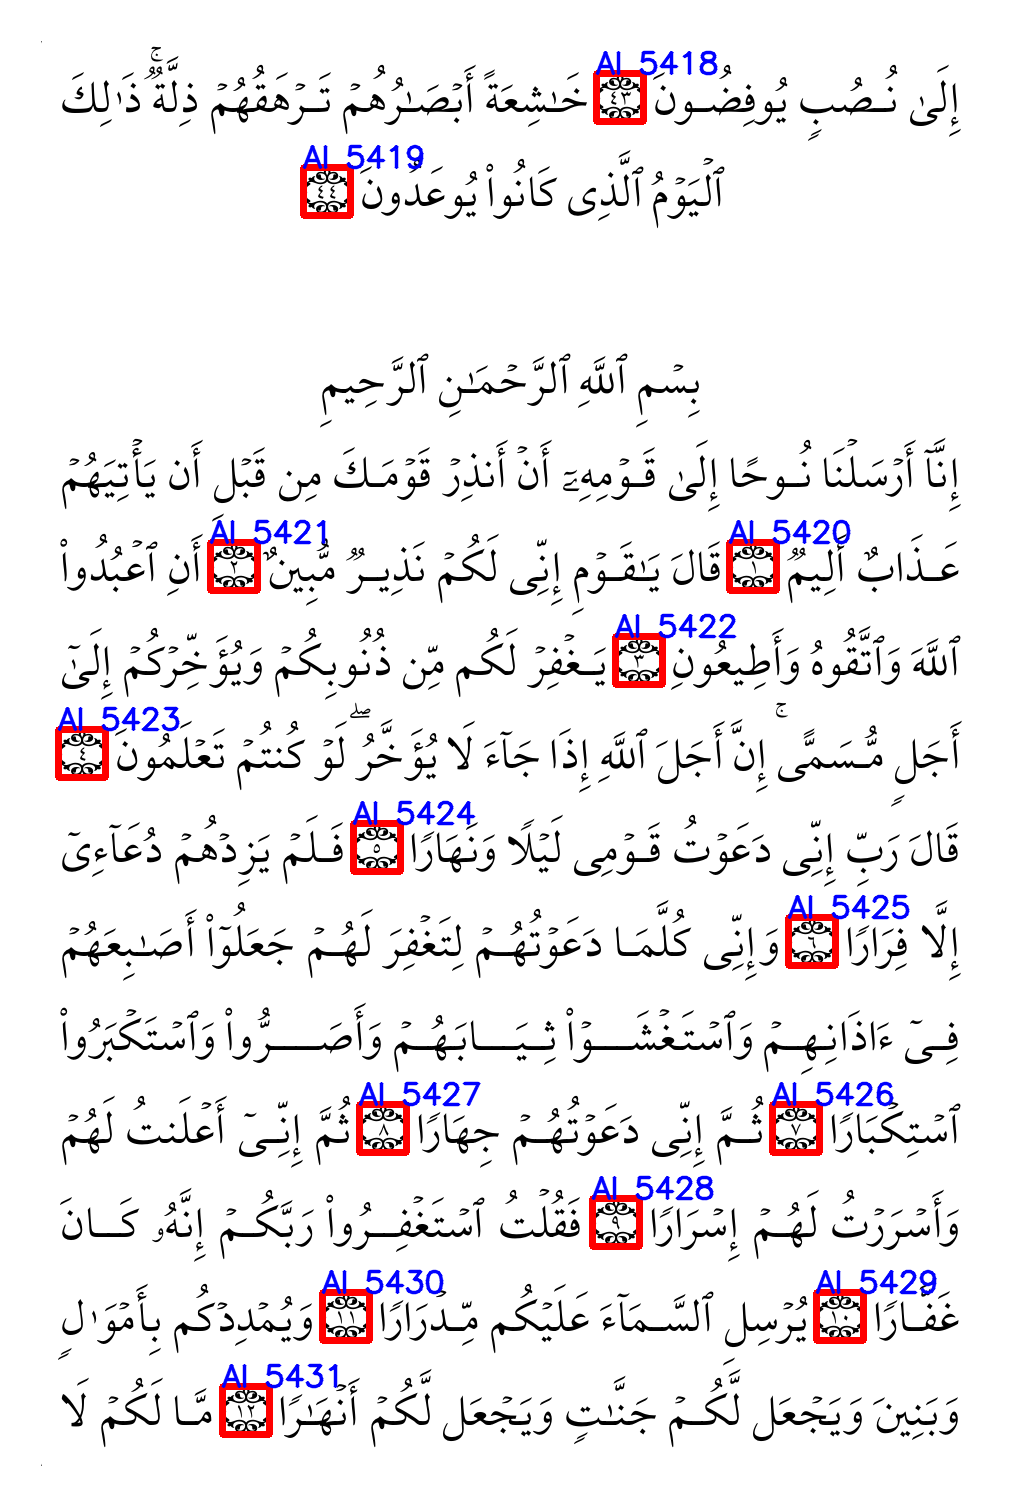 AI_5418
إِلَىٰ نُصُبٍ يُوفِضُونَ ٤٣ خَٰشِعَةً أَبۡصَٰرُهُمۡ تَرۡهَقُهُمۡ ذِلَّةٞۚ ذَٰلِكَ
AI_5419
ٱلۡيَوۡمُ ٱلَّذِي كَانُواْ يُوعَدُونَ ٤٤
بِسۡمِ ٱللَّهِ ٱلرَّحۡمَٰنِ ٱلرَّحِيمِ
إِنَّآ أَرۡسَلۡنَا نُوحًا إِلَىٰ قَوۡمِهِۦٓ أَنۡ أَنذِرۡ قَوۡمَكَ مِن قَبۡلِ أَن يَأۡتِيَهُمۡ
AI_5420 AI_5421
عَذَابٌ أَلِيمٞ ١ قَالَ يَٰقَوۡمِ إِنِّي لَكُمۡ نَذِيرٞ مُّبِينٌ ٢ أَنِ ٱعۡبُدُواْ
AI_5422
ٱللَّهَ وَٱتَّقُوهُ وَأَطِيعُونِ ٣ يَغۡفِرۡ لَكُم مِّن ذُنُوبِكُمۡ وَيُؤَخِّرۡكُمۡ إِلَىٰٓ
AI_5423
أَجَلٖ مُّسَمًّىۚ إِنَّ أَجَلَ ٱللَّهِ إِذَا جَآءَ لَا يُؤَخَّرُۖ لَوۡ كُنتُمۡ تَعۡلَمُونَ ٤
AI_5424
قَالَ رَبِّ إِنِّي دَعَوۡتُ قَوۡمِي لَيۡلٗا وَنَهَارٗا ٥ فَلَمۡ يَزِدۡهُمۡ دُعَآءِيٓ
AI_5425
إِلَّا فِرَارٗا ٦ وَإِنِّي كُلَّمَا دَعَوۡتُهُمۡ لِتَغۡفِرَ لَهُمۡ جَعَلُوٓاْ أَصَٰبِعَهُمۡ
فِيٓ ءَاذَانِهِمۡ وَٱسۡتَغۡشَوۡاْ ثِيَابَهُمۡ وَأَصَرُّواْ وَٱسۡتَكۡبَرُواْ
AI_5426 AI_5427
ٱسۡتِكۡبَارٗا ٧ ثُمَّ إِنِّي دَعَوۡتُهُمۡ جِهَارٗا ٨ ثُمَّ إِنِّيٓ أَعۡلَنتُ لَهُمۡ
AI_5428
وَأَسۡرَرۡتُ لَهُمۡ إِسۡرَارٗا ٩ فَقُلۡتُ ٱسۡتَغۡفِرُواْ رَبَّكُمۡ إِنَّهُۥ كَانَ
AI_5429 AI_5430
غَفَّارٗا ١٠ يُرۡسِلِ ٱلسَّمَآءَ عَلَيۡكُم مِّدۡرَارٗا ١١ وَيُمۡدِدۡكُم بِأَمۡوَٰلٖ
AI_5431
وَبَنِينَ وَيَجۡعَل لَّكُمۡ جَنَّٰتٖ وَيَجۡعَل لَّكُمۡ أَنۡهَٰرٗا ١٢ مَّا لَكُمۡ لَا